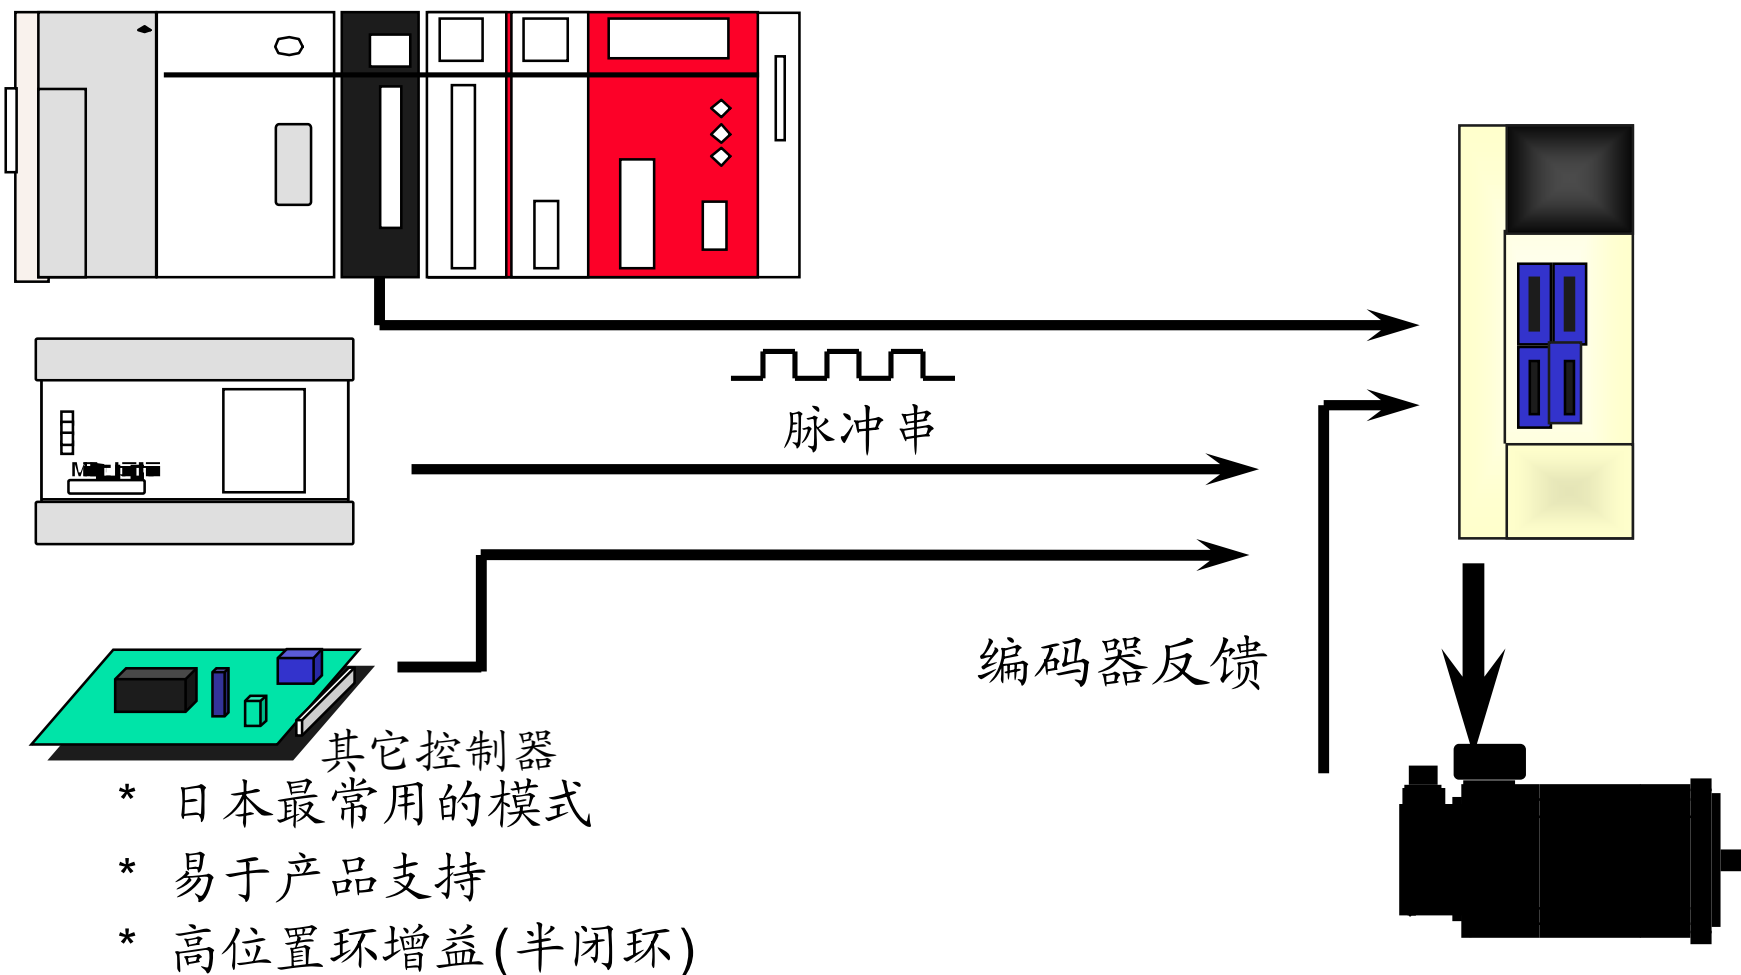 脉冲串
编码器反馈
其它控制器
* 日本最常用的模式
* 易于产品支持
* 高位置环增益(半闭环)